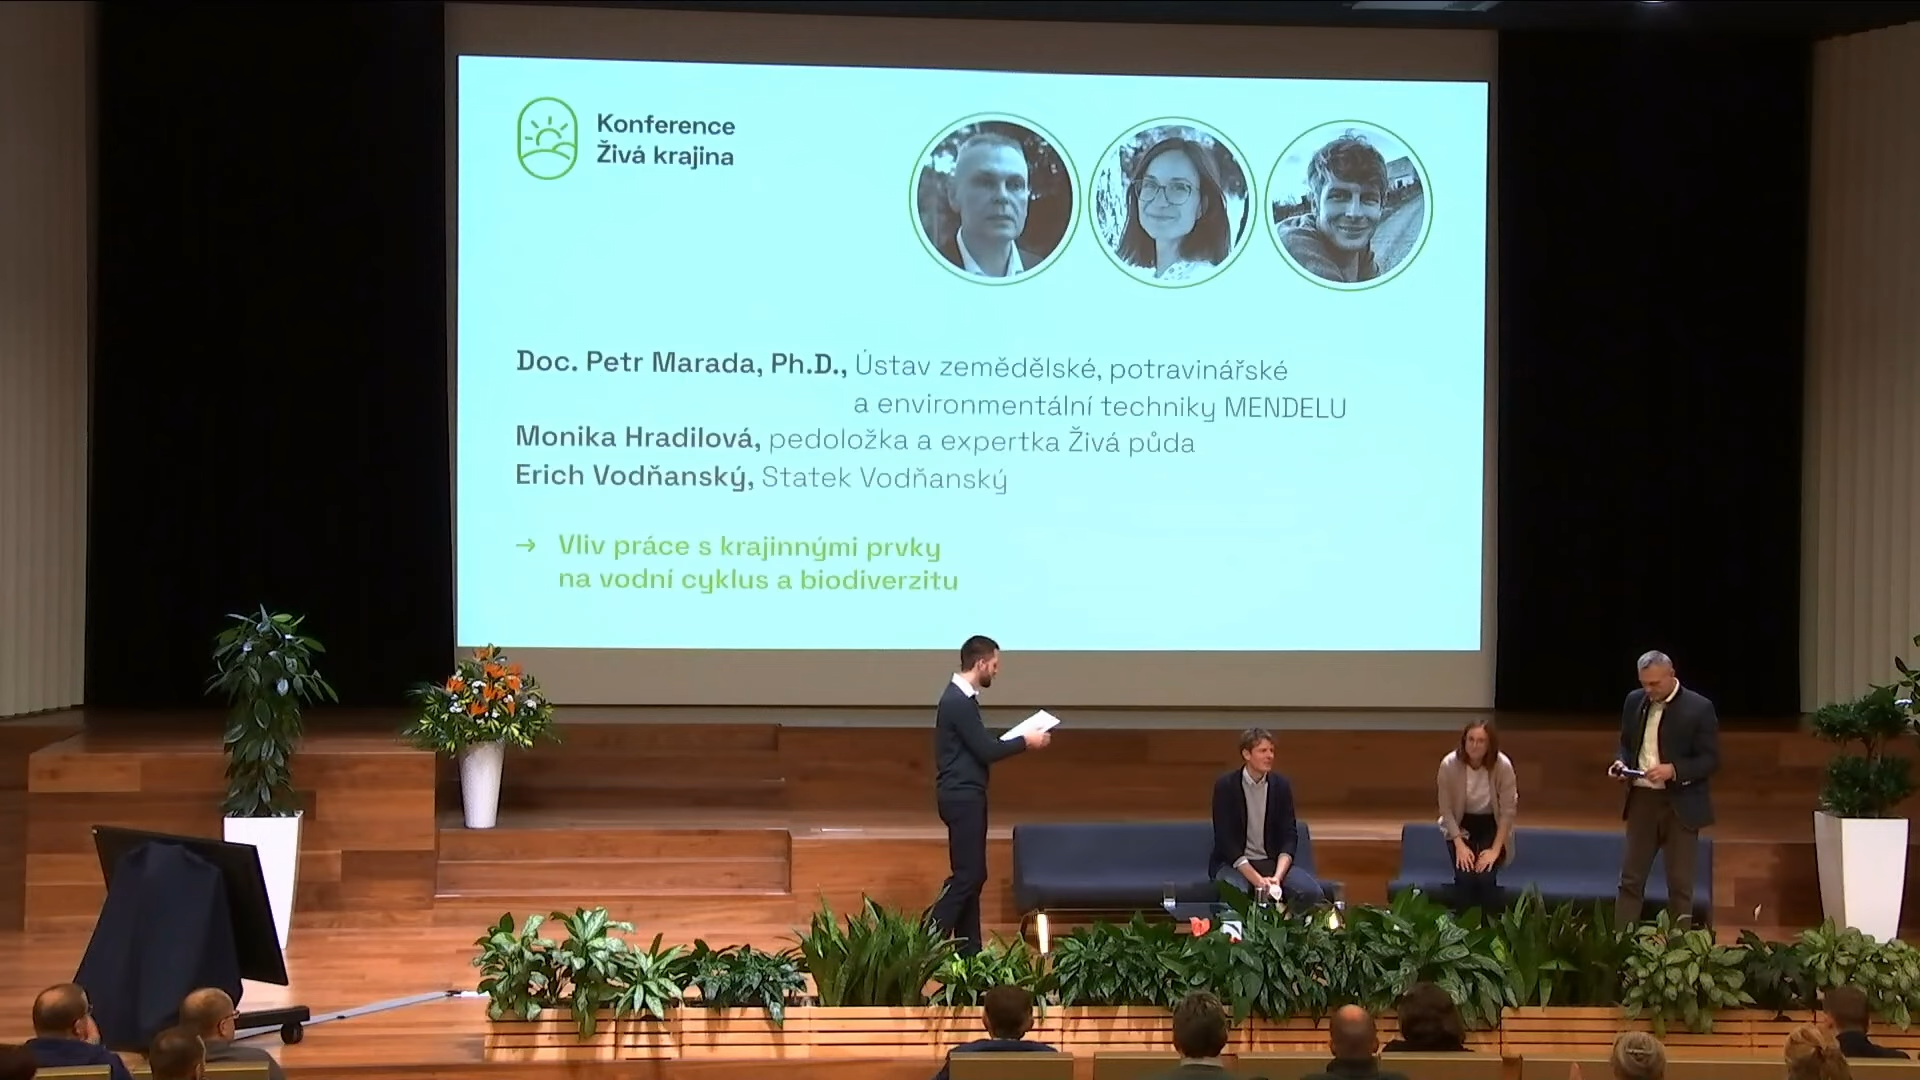 Konference
Živá krajina
Doc. Petr Marada, Ph.D., Ústav zemědělské, potravinářské
a environmentální techniky MENDELU
Monika Hradilová, pedoložka a expertka Živá půda
Erich Vodňanský, Statek Vodňanský
→ Vliv práce s krajinnými prvky
na vodní cyklus a biodiverzitu